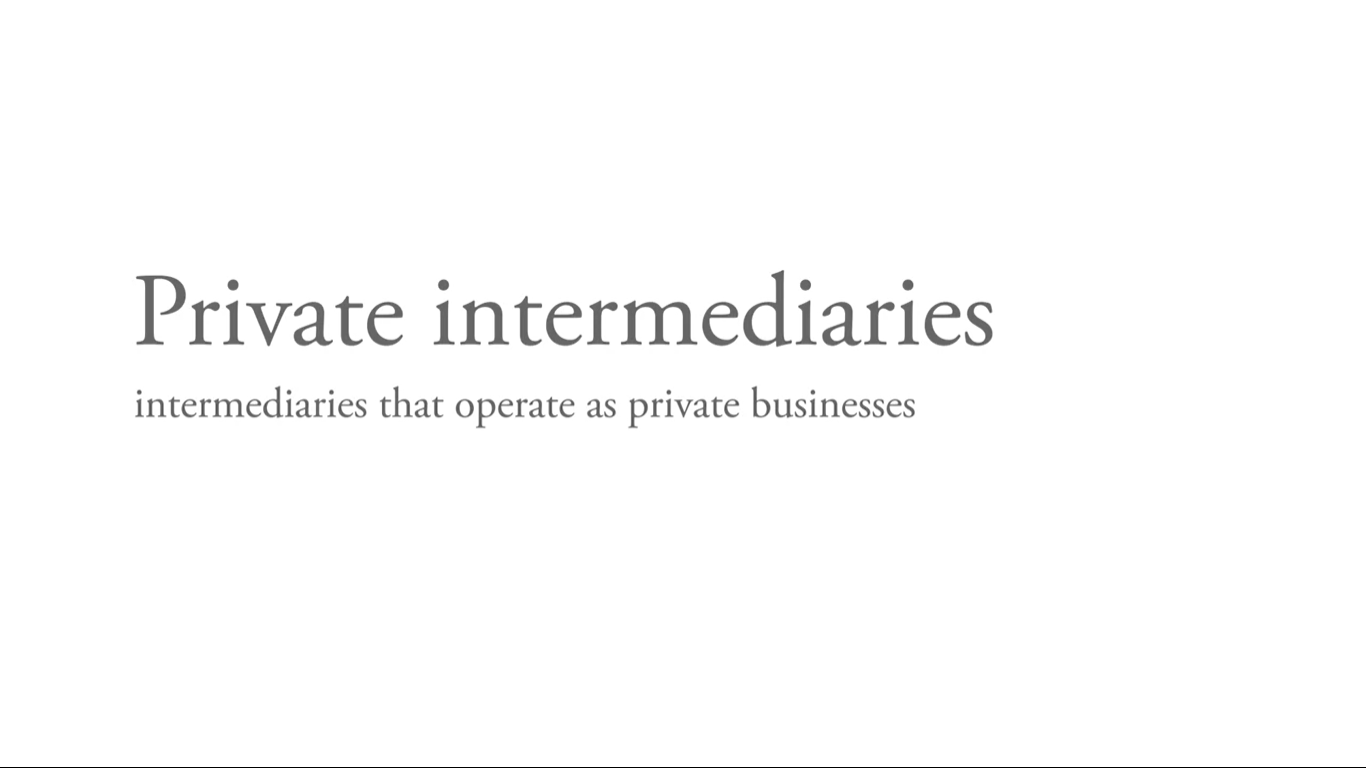 Private intermediaries
intermediaries that operate as private businesses